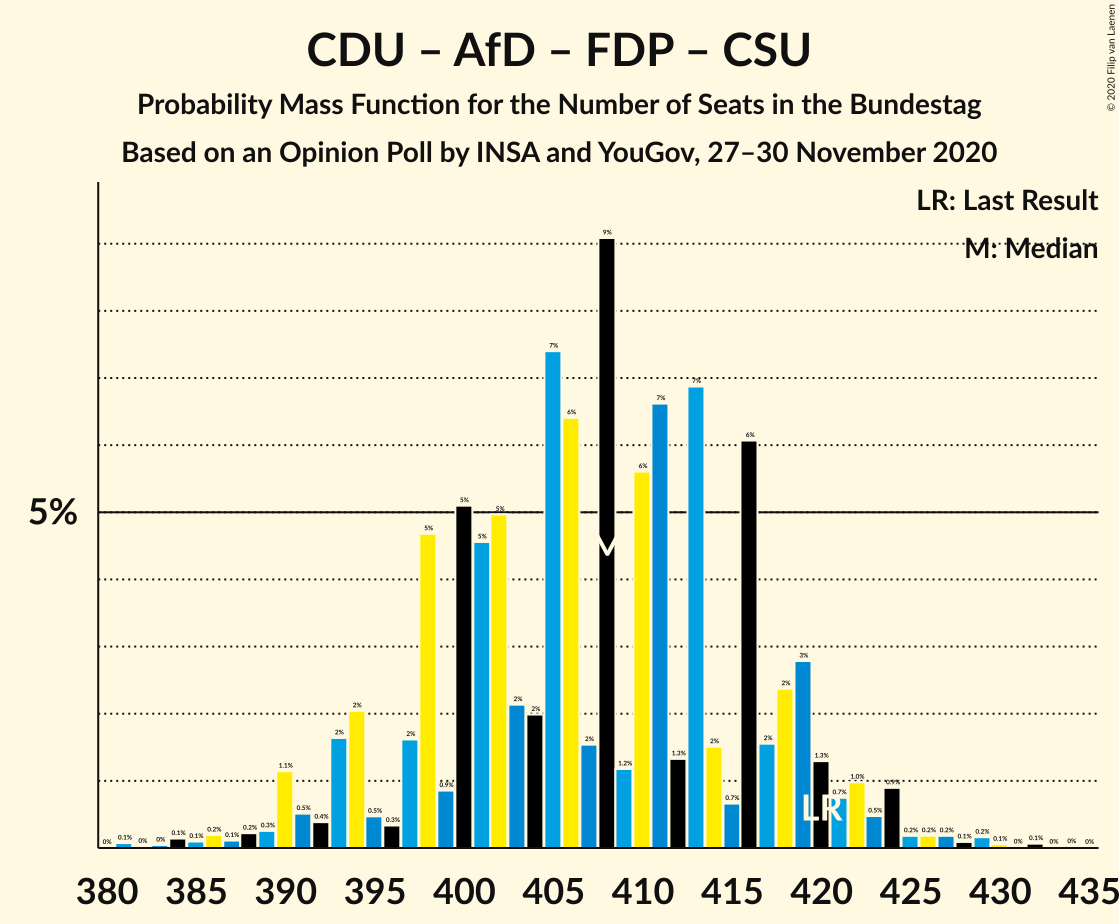 CDU – AfD – FDP – CSU
Probability Mass Function for the Number of Seats in the Bundestag
Based on an Opinion Poll by INSA and YouGov, 27–30 November 2020
© 2020 Filip van Laenen
LR: Last Result
M: Median
5%
0% 0.1% 0% 0% 0.1% 0.1% 0.2% 0.1% 0.2% 0.3% 1.1% 0.5% 0.4% 2% 2% 0.5% 0.3% 2% 5% 0.9% 5% 5% 5% 2% 2% 7% 6% 2% 9% 1.2% 6% 7% 1.3% 7% 2% 0.7% 6% 2% 2% 3% 1.3% 0.7% 1.0% 0.5% 0.9% 0.2% 0.2% 0.2% 0.1% 0.2% 0.1% 0% 0.1% 0% 0% 0%
M
LR
380 385 390 395 400 405 410 415 420 425 430 435